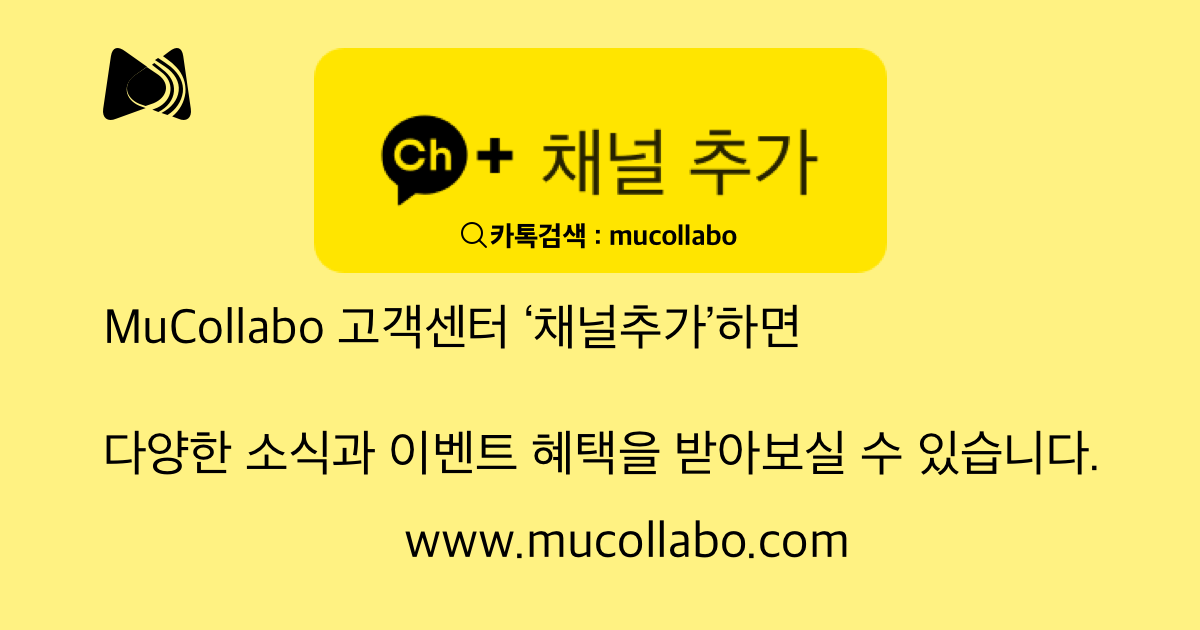 Ch + 채널 추가
카톡검색 : mucollabo
MuCollabo 고객센터 ‘채널추가’하면
다양한 소식과 이벤트 혜택을 받아보실 수 있습니다.
www.mucollabo.com